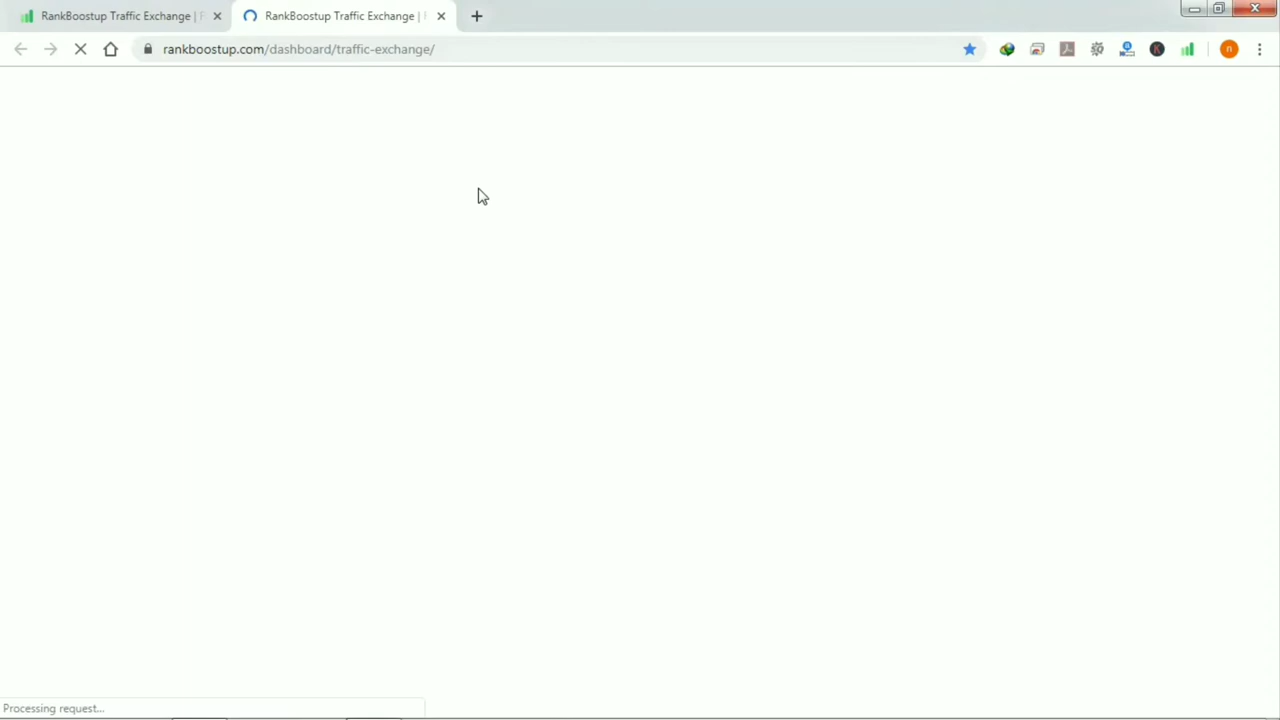 RankBoostup Traffic Exchange |
RankBoostup Traffic Exchange |
rankboostup.com/dashboard/traffic-exchange/
n
Processing request...